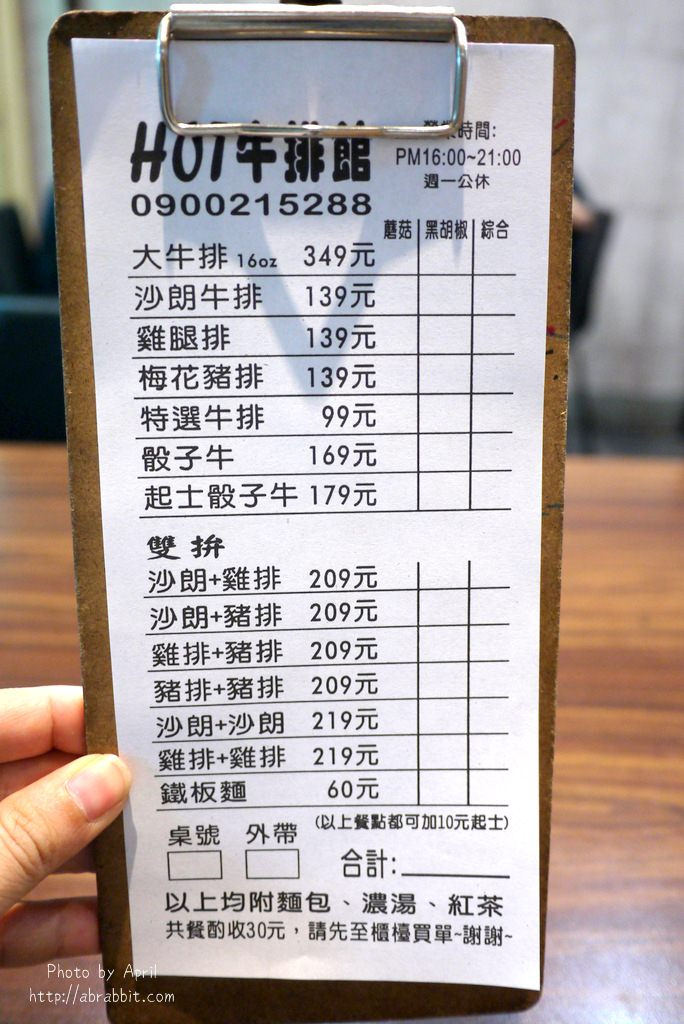 HOT牛排館
營業時間:
PM16:00~21:00
週一公休
0900215288
蘑菇 黑胡椒 綜合
大牛排 16oz 349元
沙朗牛排 139元
雞腿排 139元
梅花豬排 139元
特選牛排 99元
骰子牛 169元
起士骰子牛 179元
雙拚
沙朗+雞排 209元
沙朗+豬排 209元
雞排+豬排 209元
豬排+豬排 209元
沙朗+沙朗 219元
雞排+雞排 219元
鐵板麵 60元
(以上餐點都可加10元起士)
桌號 外帶
合計:
以上均附麵包、濃湯、紅茶
共餐酌收30元，請先至櫃檯買單~謝謝~
Photo by April
http://abrabbit.com